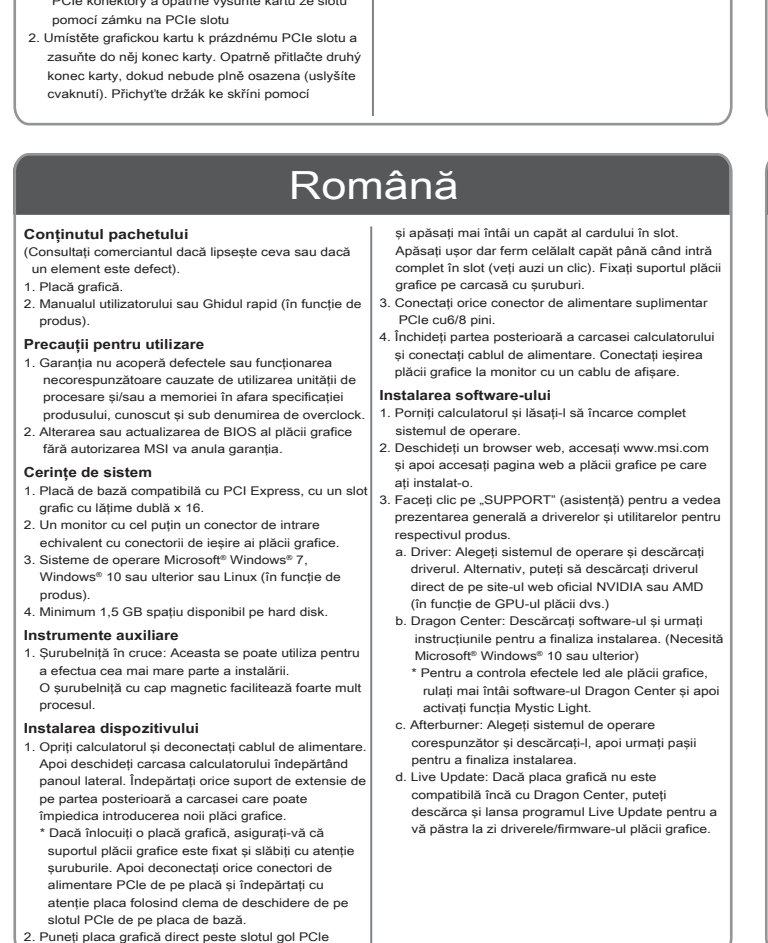 PCIe konektory a opatrně vysuňte kartu ze slotu
pomocí zámku na PCIe slotu
2. Umístěte grafickou kartu k prázdnému PCIe slotu a
zasuňte do něj konec karty. Opatrně přitlačte druhý
konec karty, dokud nebude plně osazena (uslyšíte
cvaknutí). Přichyťte držák ke skříni pomocí
Română
Conținutul pachetului
(Consultați comerciantul dacă lipsește ceva sau dacă
un element este defect).
1. Placă grafică.
2. Manualul utilizatorului sau Ghidul rapid (în funcție de
produs).
Precauții pentru utilizare
1. Garanția nu acoperă defectele sau funcționarea
necorespunzătoare cauzate de utilizarea unității de
procesare și/sau a memoriei în afara specificației
produsului, cunoscut și sub denumirea de overclock.
2. Alterarea sau actualizarea de BIOS al plăcii grafice
fără autorizarea MSI va anula garanția.
Cerințe de sistem
1. Placă de bază compatibilă cu PCI Express, cu un slot
grafic cu lățime dublă x 16.
2. Un monitor cu cel puțin un conector de intrare
echivalent cu conectorii de ieșire ai plăcii grafice.
3. Sisteme de operare Microsoft® Windows® 7,
Windows® 10 sau ulterior sau Linux (în funcție de
produs).
4. Minimum 1,5 GB spațiu disponibil pe hard disk.
Instrumente auxiliare
1. Șurubelniță în cruce: Aceasta se poate utiliza pentru
a efectua cea mai mare parte a instalării.
O șurubelniță cu cap magnetic facilitează foarte mult
procesul.
Instalarea dispozitivului
1. Opriți calculatorul și deconectați cablul de alimentare.
Apoi deschideți carcasa calculatorului îndepărtând
panoul lateral. Îndepărtați orice suport de extensie de
pe partea posterioară a carcasei care poate
împiedica introducerea noii plăci grafice.
* Dacă înlocuiți o placă grafică, asigurați-vă că
suportul plăcii grafice este fixat și slăbiți cu atenție
șuruburile. Apoi deconectați orice conectori de
alimentare PCIe de pe placă și îndepărtați cu
atenție placa folosind clema de deschidere de pe
slotul PCIe de pe placa de bază.
2. Puneți placa grafică direct peste slotul gol PCIe
și apăsați mai întâi un capăt al cardului în slot.
Apăsați ușor dar ferm celălalt capăt până când intră
complet în slot (veți auzi un clic). Fixați suportul plăcii
grafice pe carcasă cu șuruburi.
3. Conectați orice conector de alimentare suplimentar
PCIe cu6/8 pini.
4. Închideți partea posterioară a carcasei calculatorului
și conectați cablul de alimentare. Conectați ieșirea
plăcii grafice la monitor cu un cablu de afișare.
Instalarea software-ului
1. Porniți calculatorul și lăsați-l să încarce complet
sistemul de operare.
2. Deschideți un browser web, accesați www.msi.com
și apoi accesați pagina web a plăcii grafice pe care
ați instalat-o.
3. Faceți clic pe „SUPPORT” (asistență) pentru a vedea
prezentarea generală a driverelor și utilitarelor pentru
respectivul produs.
a. Driver: Alegeți sistemul de operare și descărcați
driverul. Alternativ, puteți să descărcați driverul
direct de pe site-ul web oficial NVIDIA sau AMD
(în funcție de GPU-ul plăcii dvs.)
b. Dragon Center: Descărcați software-ul și urmați
instrucțiunile pentru a finaliza instalarea. (Necesită
Microsoft® Windows® 10 sau ulterior)
* Pentru a controla efectele led ale plăcii grafice,
rulați mai întâi software-ul Dragon Center și apoi
activați funcția Mystic Light.
c. Afterburner: Alegeți sistemul de operare
corespunzător și descărcați-l, apoi urmați pașii
pentru a finaliza instalarea.
d. Live Update: Dacă placa grafică nu este
compatibilă încă cu Dragon Center, puteți
descărca și lansa programul Live Update pentru a
vă păstra la zi driverele/firmware-ul plăcii grafice.